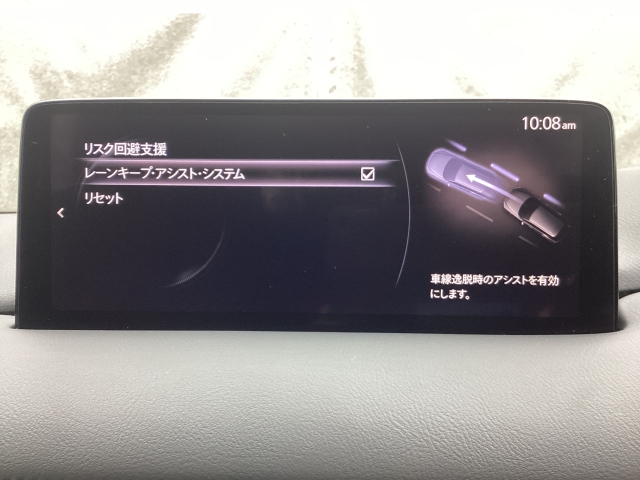 10:08am
リスク回避支援
レーンキープ・アシスト・システム
リセット
車線逸脱時のアシストを有効
にします。